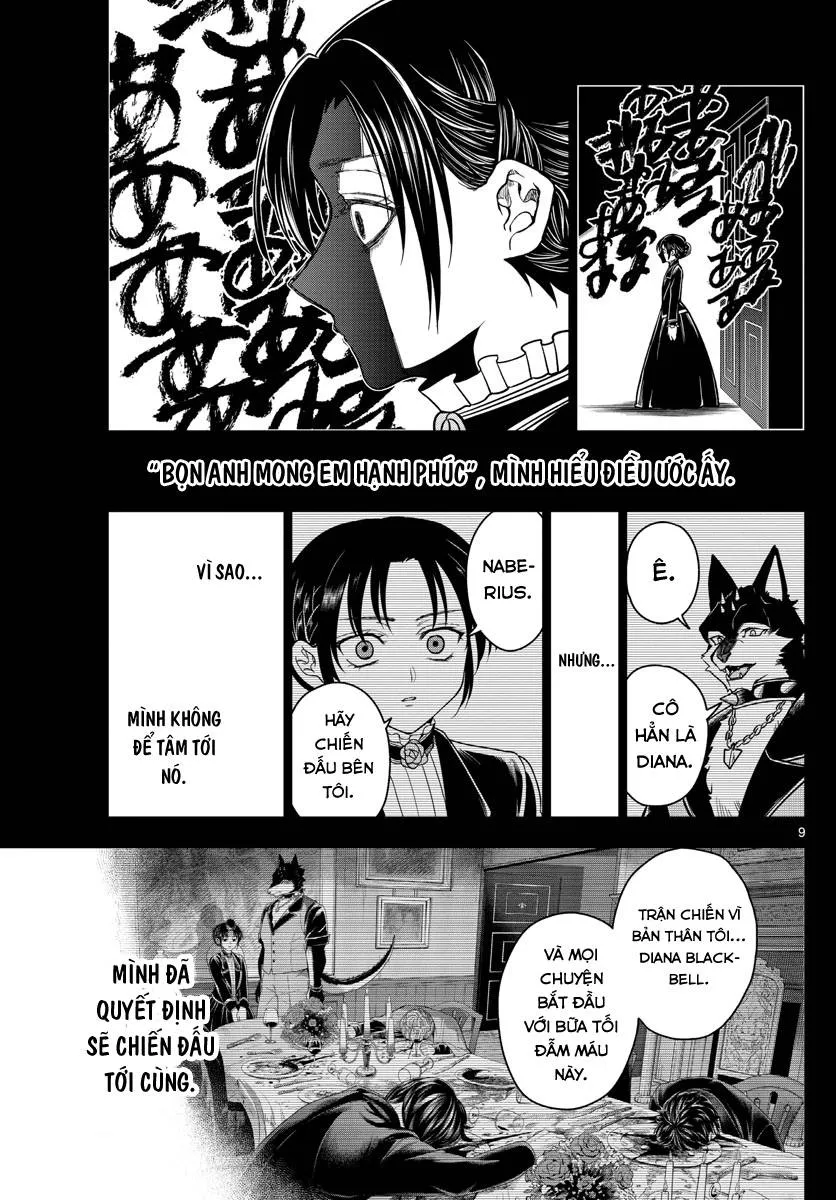 "BỌN ANH MONG EM HẠNH PHÚC", MÌNH HIỂU ĐIỀU ƯỚC ẤY.
Ê.
CÔ
HẲN LÀ
DIANA.
NHƯNG...
NABE-
RIUS.
HÃY
CHIẾN
ĐẤU BÊN
TÔI.
VÌ SAO...
MÌNH KHÔNG
ĐỂ TÂM TỚI
NÓ.
9
TRẬN CHIẾN VÌ
BẢN THÂN TÔI...
DIANA BLACK-
BELL.
VÀ MỌI
CHUYỆN
BẮT ĐẦU
VỚI BỮA TỐI
ĐẪM MÁU
NÀY.
MÌNH ĐÃ
QUYẾT ĐỊNH
SẼ CHIẾN ĐẤU
TỚI CÙNG.